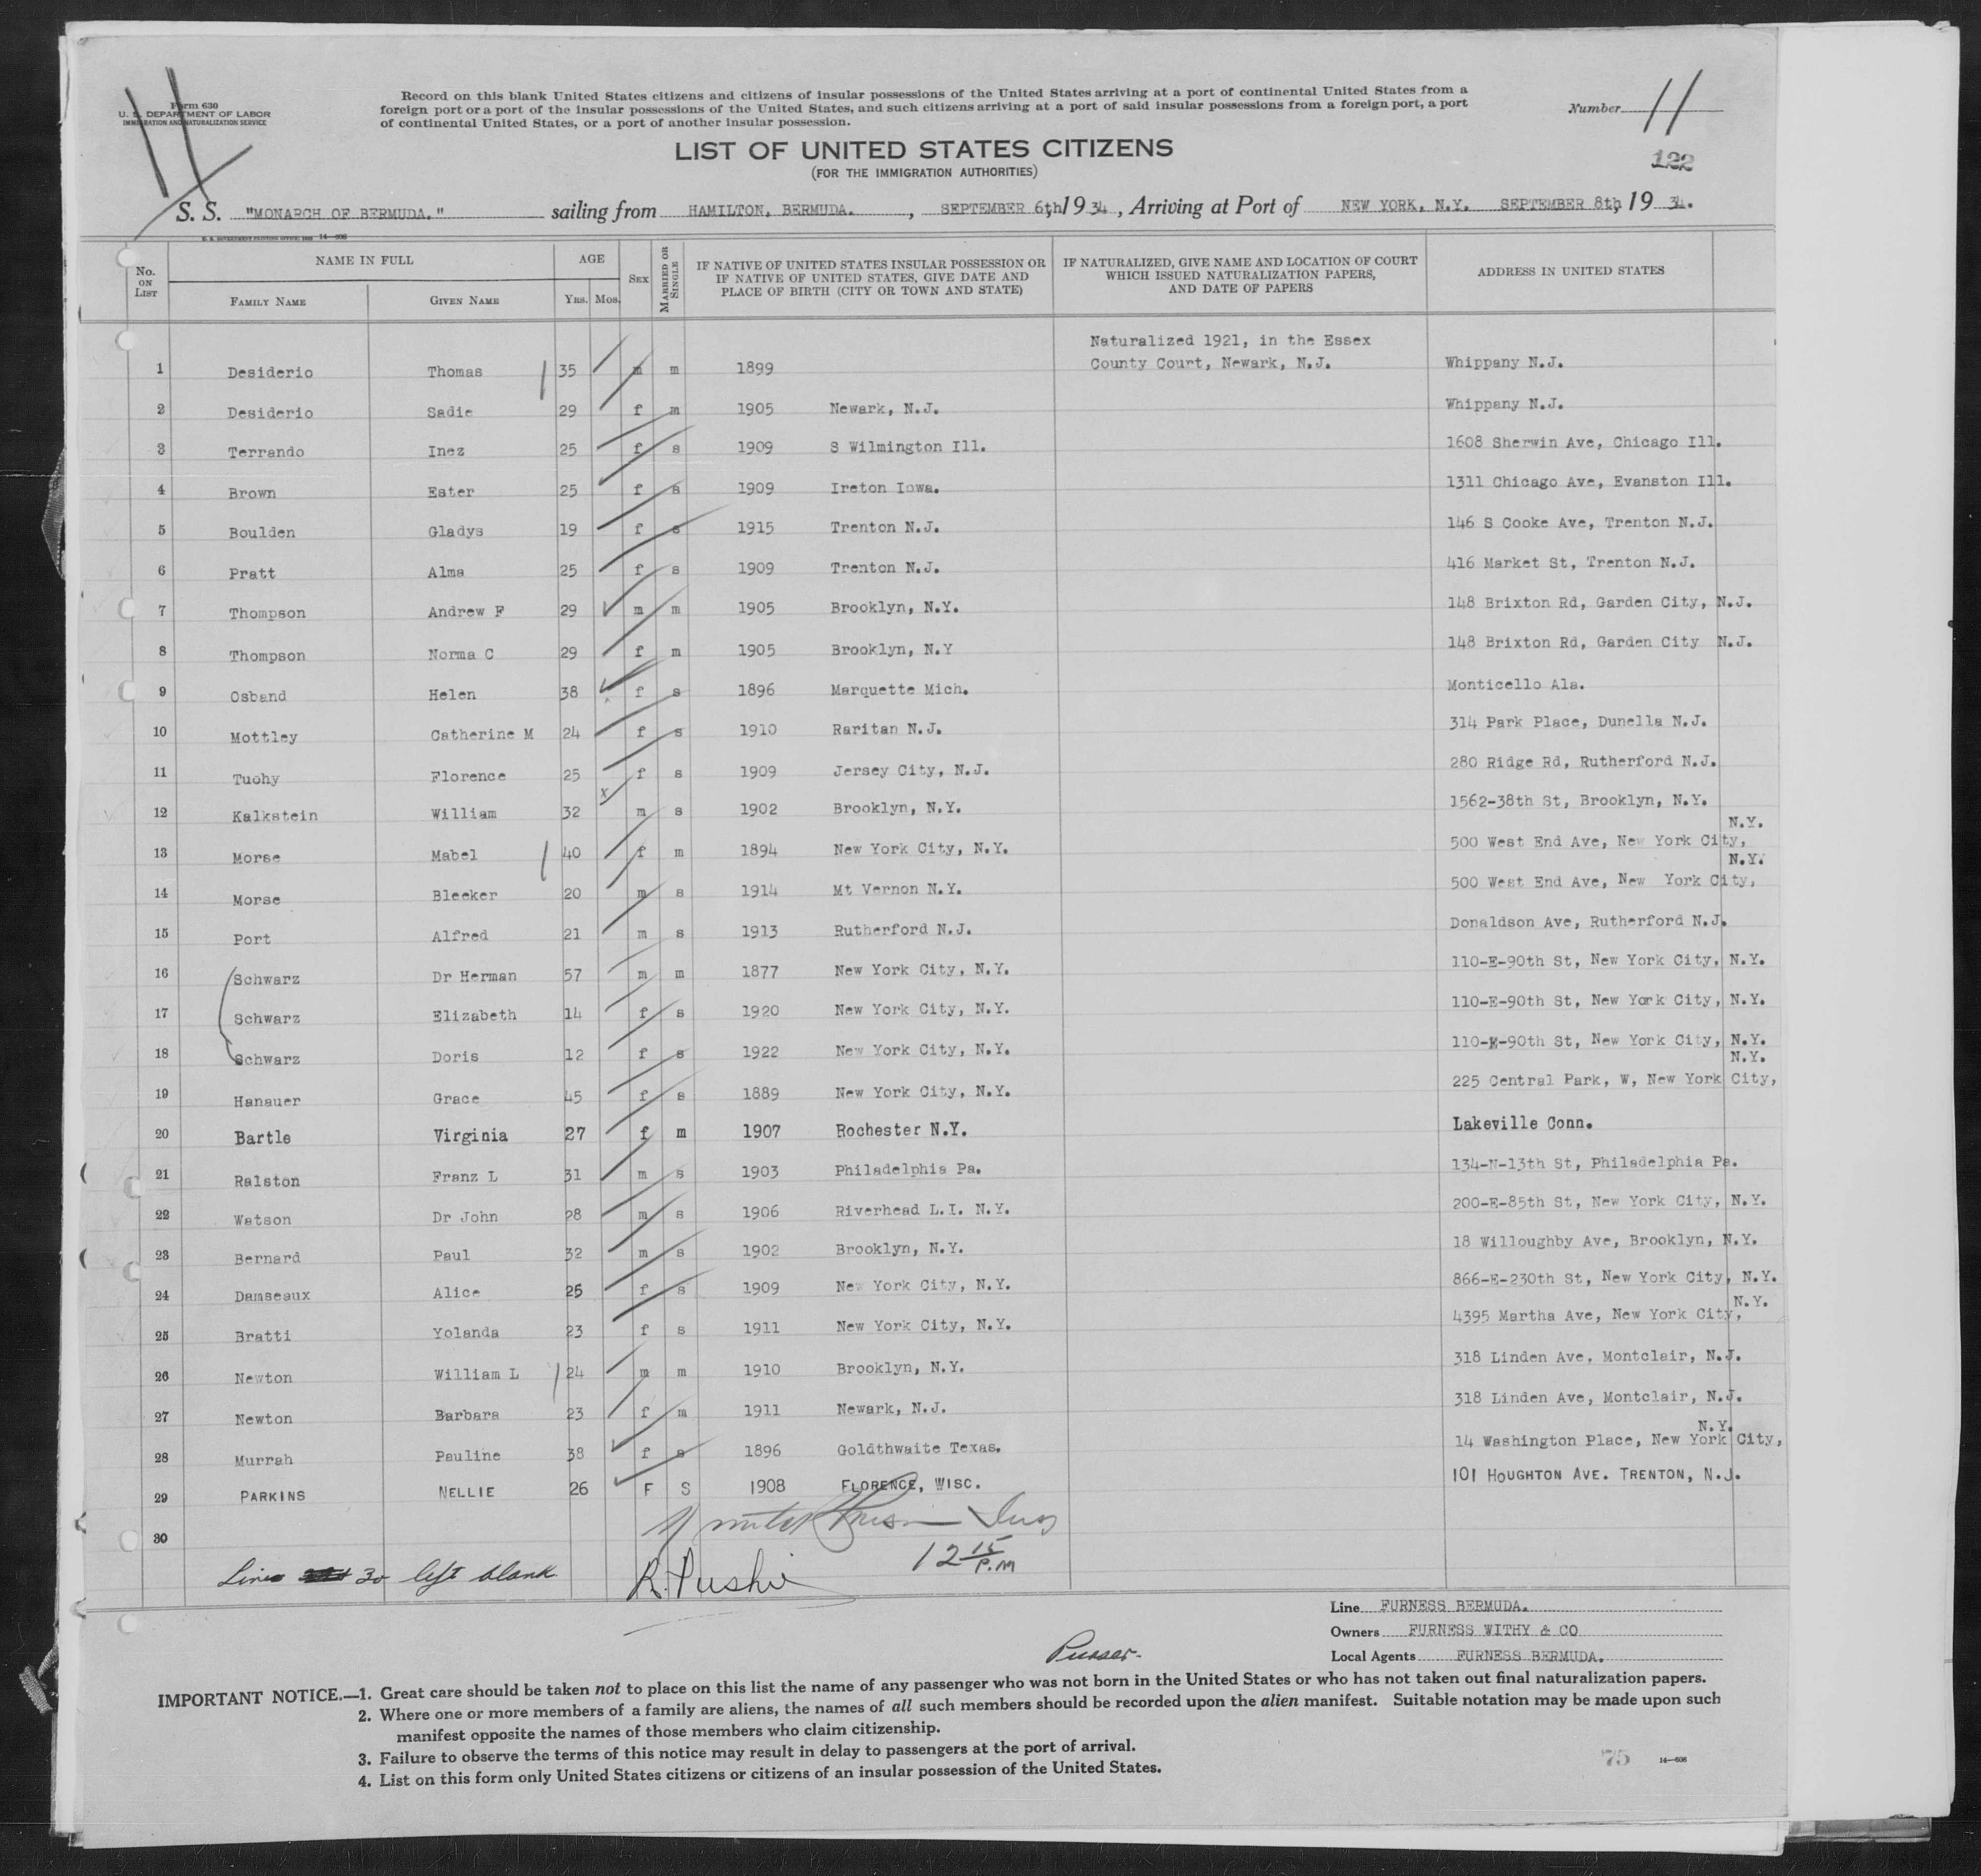 Form 630
U. S. DEPARTMENT OF LABOR
IMMIGRATION AND NATURALIZATION SERVICE
11
Record on this blank United States citizens and citizens of insular possessions of the United States arriving at a port of continental United States from a
foreign port or a port of the insular possessions of the United States, and such citizens arriving at a port of said insular possessions from a foreign port, a port
of continental United States, or a port of another insular possession.
Number 11
122
LIST OF UNITED STATES CITIZENS
(FOR THE IMMIGRATION AUTHORITIES)
S. S. "MONARCH OF BERMUDA." sailing from HAMILTON, BERMUDA. , SEPTEMBER 6th, 19 34 , Arriving at Port of NEW YORK, N.Y. SEPTEMBER 8th, 19 34.
No. ON LIST NAME IN FULL FAMILY NAME GIVEN NAME AGE YRS. MOS. SEX MARRIED OR SINGLE IF NATIVE OF UNITED STATES INSULAR POSSESSION OR IF NATIVE OF UNITED STATES, GIVE DATE AND PLACE OF BIRTH (CITY OR TOWN AND STATE) IF NATURALIZED, GIVE NAME AND LOCATION OF COURT WHICH ISSUED NATURALIZATION PAPERS, AND DATE OF PAPERS ADDRESS IN UNITED STATES
1 Desiderio Thomas 35 m m 1899 Naturalized 1921, in the Essex County Court, Newark, N.J. Whippany N.J.
2 Desiderio Sadie 29 f m 1905 Newark, N.J. Whippany N.J.
3 Terrando Inez 25 f s 1909 S Wilmington Ill. 1608 Sherwin Ave, Chicago Ill.
4 Brown Ester 25 f s 1909 Ireton Iowa. 1311 Chicago Ave, Evanston Ill.
5 Boulden Gladys 19 f s 1915 Trenton N.J. 146 S Cooke Ave, Trenton N.J.
6 Pratt Alma 25 f s 1909 Trenton N.J. 416 Market St, Trenton N.J.
7 Thompson Andrew F 29 m m 1905 Brooklyn, N.Y. 148 Brixton Rd, Garden City, N.J.
8 Thompson Norma C 29 f m 1905 Brooklyn, N.Y 148 Brixton Rd, Garden City N.J.
9 Osband Helen 38 f s 1896 Marquette Mich. Monticello Ala.
10 Mottley Catherine M 24 f s 1910 Raritan N.J. 314 Park Place, Dunella N.J.
11 Tuohy Florence 25 f s 1909 Jersey City, N.J. 280 Ridge Rd, Rutherford N.J.
12 Kalkstein William 32 x m s 1902 Brooklyn, N.Y. 1562-38th St, Brooklyn, N.Y.
13 Morse Mabel 40 f m 1894 New York City, N.Y. 500 West End Ave, New York City, N.Y.
14 Morse Bleeker 20 m s 1914 Mt Vernon N.Y. 500 West End Ave, New York City, N.Y.
15 Port Alfred 21 m s 1913 Rutherford N.J. Donaldson Ave, Rutherford N.J.
16 Schwarz Dr Herman 57 m m 1877 New York City, N.Y. 110-E-90th St, New York City, N.Y.
17 Schwarz Elizabeth 14 f s 1920 New York City, N.Y. 110-E-90th St, New York City, N.Y.
18 Schwarz Doris 12 f s 1922 New York City, N.Y. 110-E-90th St, New York City, N.Y.
19 Hanauer Grace 45 f s 1889 New York City, N.Y. 225 Central Park, W, New York City, N.Y.
20 Bartle Virginia 27 f m 1907 Rochester N.Y. Lakeville Conn.
21 Ralston Franz L 31 m s 1903 Philadelphia Pa. 134-N-13th St, Philadelphia Pa.
22 Watson Dr John 28 m s 1906 Riverhead L.I. N.Y. 200-E-85th St, New York City, N.Y.
23 Bernard Paul 32 m s 1902 Brooklyn, N.Y. 18 Willoughby Ave, Brooklyn, N.Y.
24 Damseaux Alice 25 f s 1909 New York City, N.Y. 866-E-230th St, New York City, N.Y.
25 Bratti Yolanda 23 f s 1911 New York City, N.Y. 4395 Martha Ave, New York City, N.Y.
26 Newton William L 24 m m 1910 Brooklyn, N.Y. 318 Linden Ave, Montclair, N.J.
27 Newton Barbara 23 f m 1911 Newark, N.J. 318 Linden Ave, Montclair, N.J.
28 Murrah Pauline 38 f s 1896 Goldthwaite Texas. 14 Washington Place, New York City, N.Y.
29 PARKINS NELLIE 26 F S 1908 FLORENCE, WISC. 101 HOUGHTON AVE. TRENTON, N.J.
30
12 15 P.M
Line 30 left blank
Purser.
Line FURNESS BERMUDA.
Owners FURNESS WITHY & CO
Local Agents FURNESS BERMUDA.
IMPORTANT NOTICE.—1. Great care should be taken not to place on this list the name of any passenger who was not born in the United States or who has not taken out final naturalization papers.
2. Where one or more members of a family are aliens, the names of all such members should be recorded upon the alien manifest. Suitable notation may be made upon such
manifest opposite the names of those members who claim citizenship.
3. Failure to observe the terms of this notice may result in delay to passengers at the port of arrival.
4. List on this form only United States citizens or citizens of an insular possession of the United States.
75
14—606